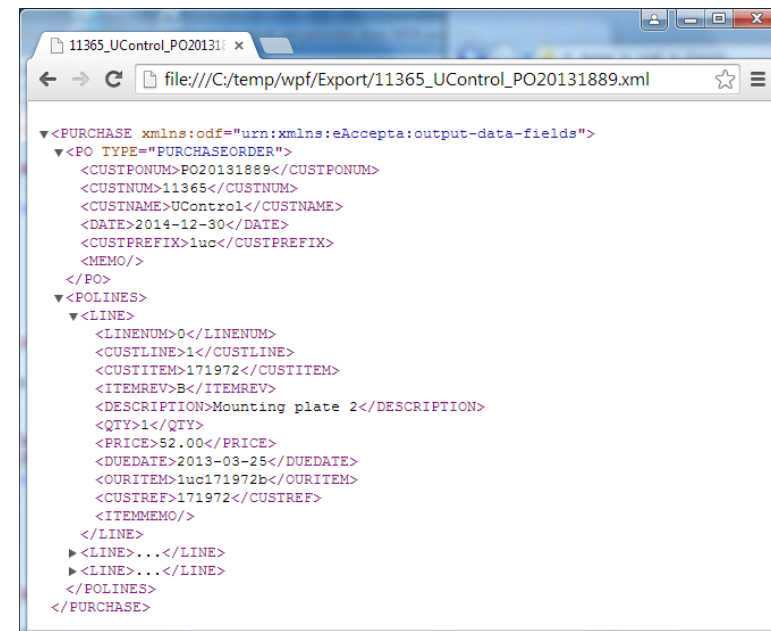 11365_UControl_PO20131
file:///C:/temp/wpf/Export/11365_UControl_PO20131889.xml
▼<PURCHASE xmlns:odf="urn:xmlns:eAccepta:output-data-fields">
▼<PO TYPE="PURCHASEORDER">
<CUSTPONUM>PO20131889</CUSTPONUM>
<CUSTNUM>11365</CUSTNUM>
<CUSTNAME>UControl</CUSTNAME>
<DATE>2014-12-30</DATE>
<CUSTPREFIX>1uc</CUSTPREFIX>
<MEMO/>
</PO>
▼<POLINES>
▼<LINE>
<LINENUM>0</LINENUM>
<CUSTLINE>1</CUSTLINE>
<CUSTITEM>171972</CUSTITEM>
<ITEMREV>B</ITEMREV>
<DESCRIPTION>Mounting plate 2</DESCRIPTION>
<QTY>1</QTY>
<PRICE>52.00</PRICE>
<DUEDATE>2013-03-25</DUEDATE>
<OURITEM>1uc171972b</OURITEM>
<CUSTREF>171972</CUSTREF>
<ITEMMEMO/>
</LINE>
▶<LINE>...</LINE>
▶<LINE>...</LINE>
</POLINES>
</PURCHASE>